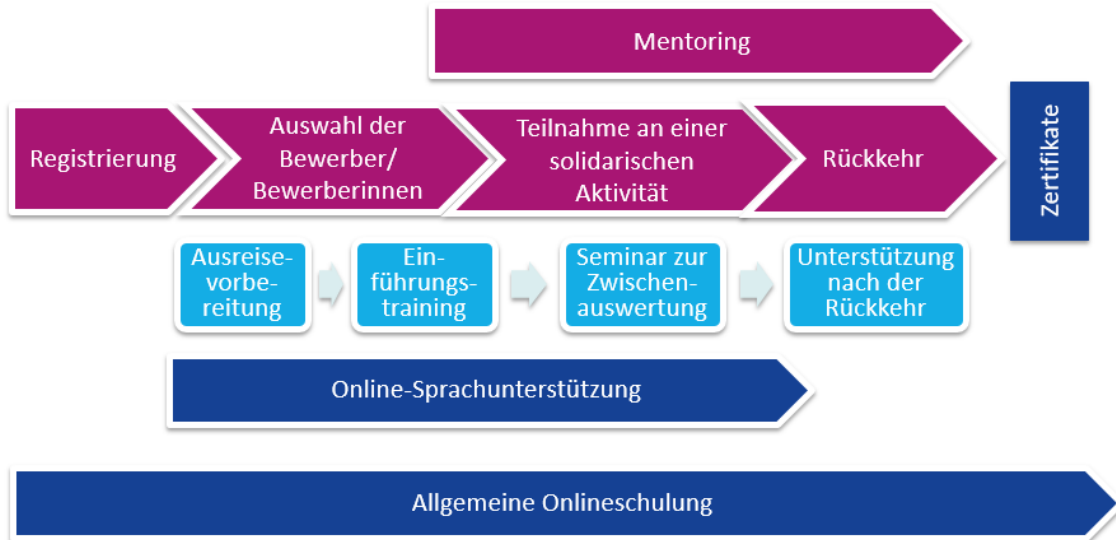 Mentoring
Registrierung
Auswahl der
Bewerber/
Bewerberinnen
Teilnahme an einer
solidarischen
Aktivität
Rückkehr
Zertifikate
Ausreise-
vorbe-
reitung
Ein-
führungs-
training
Seminar zur
Zwischen-
auswertung
Unterstützung
nach der
Rückkehr
Online-Sprachunterstützung
Allgemeine Onlineschulung